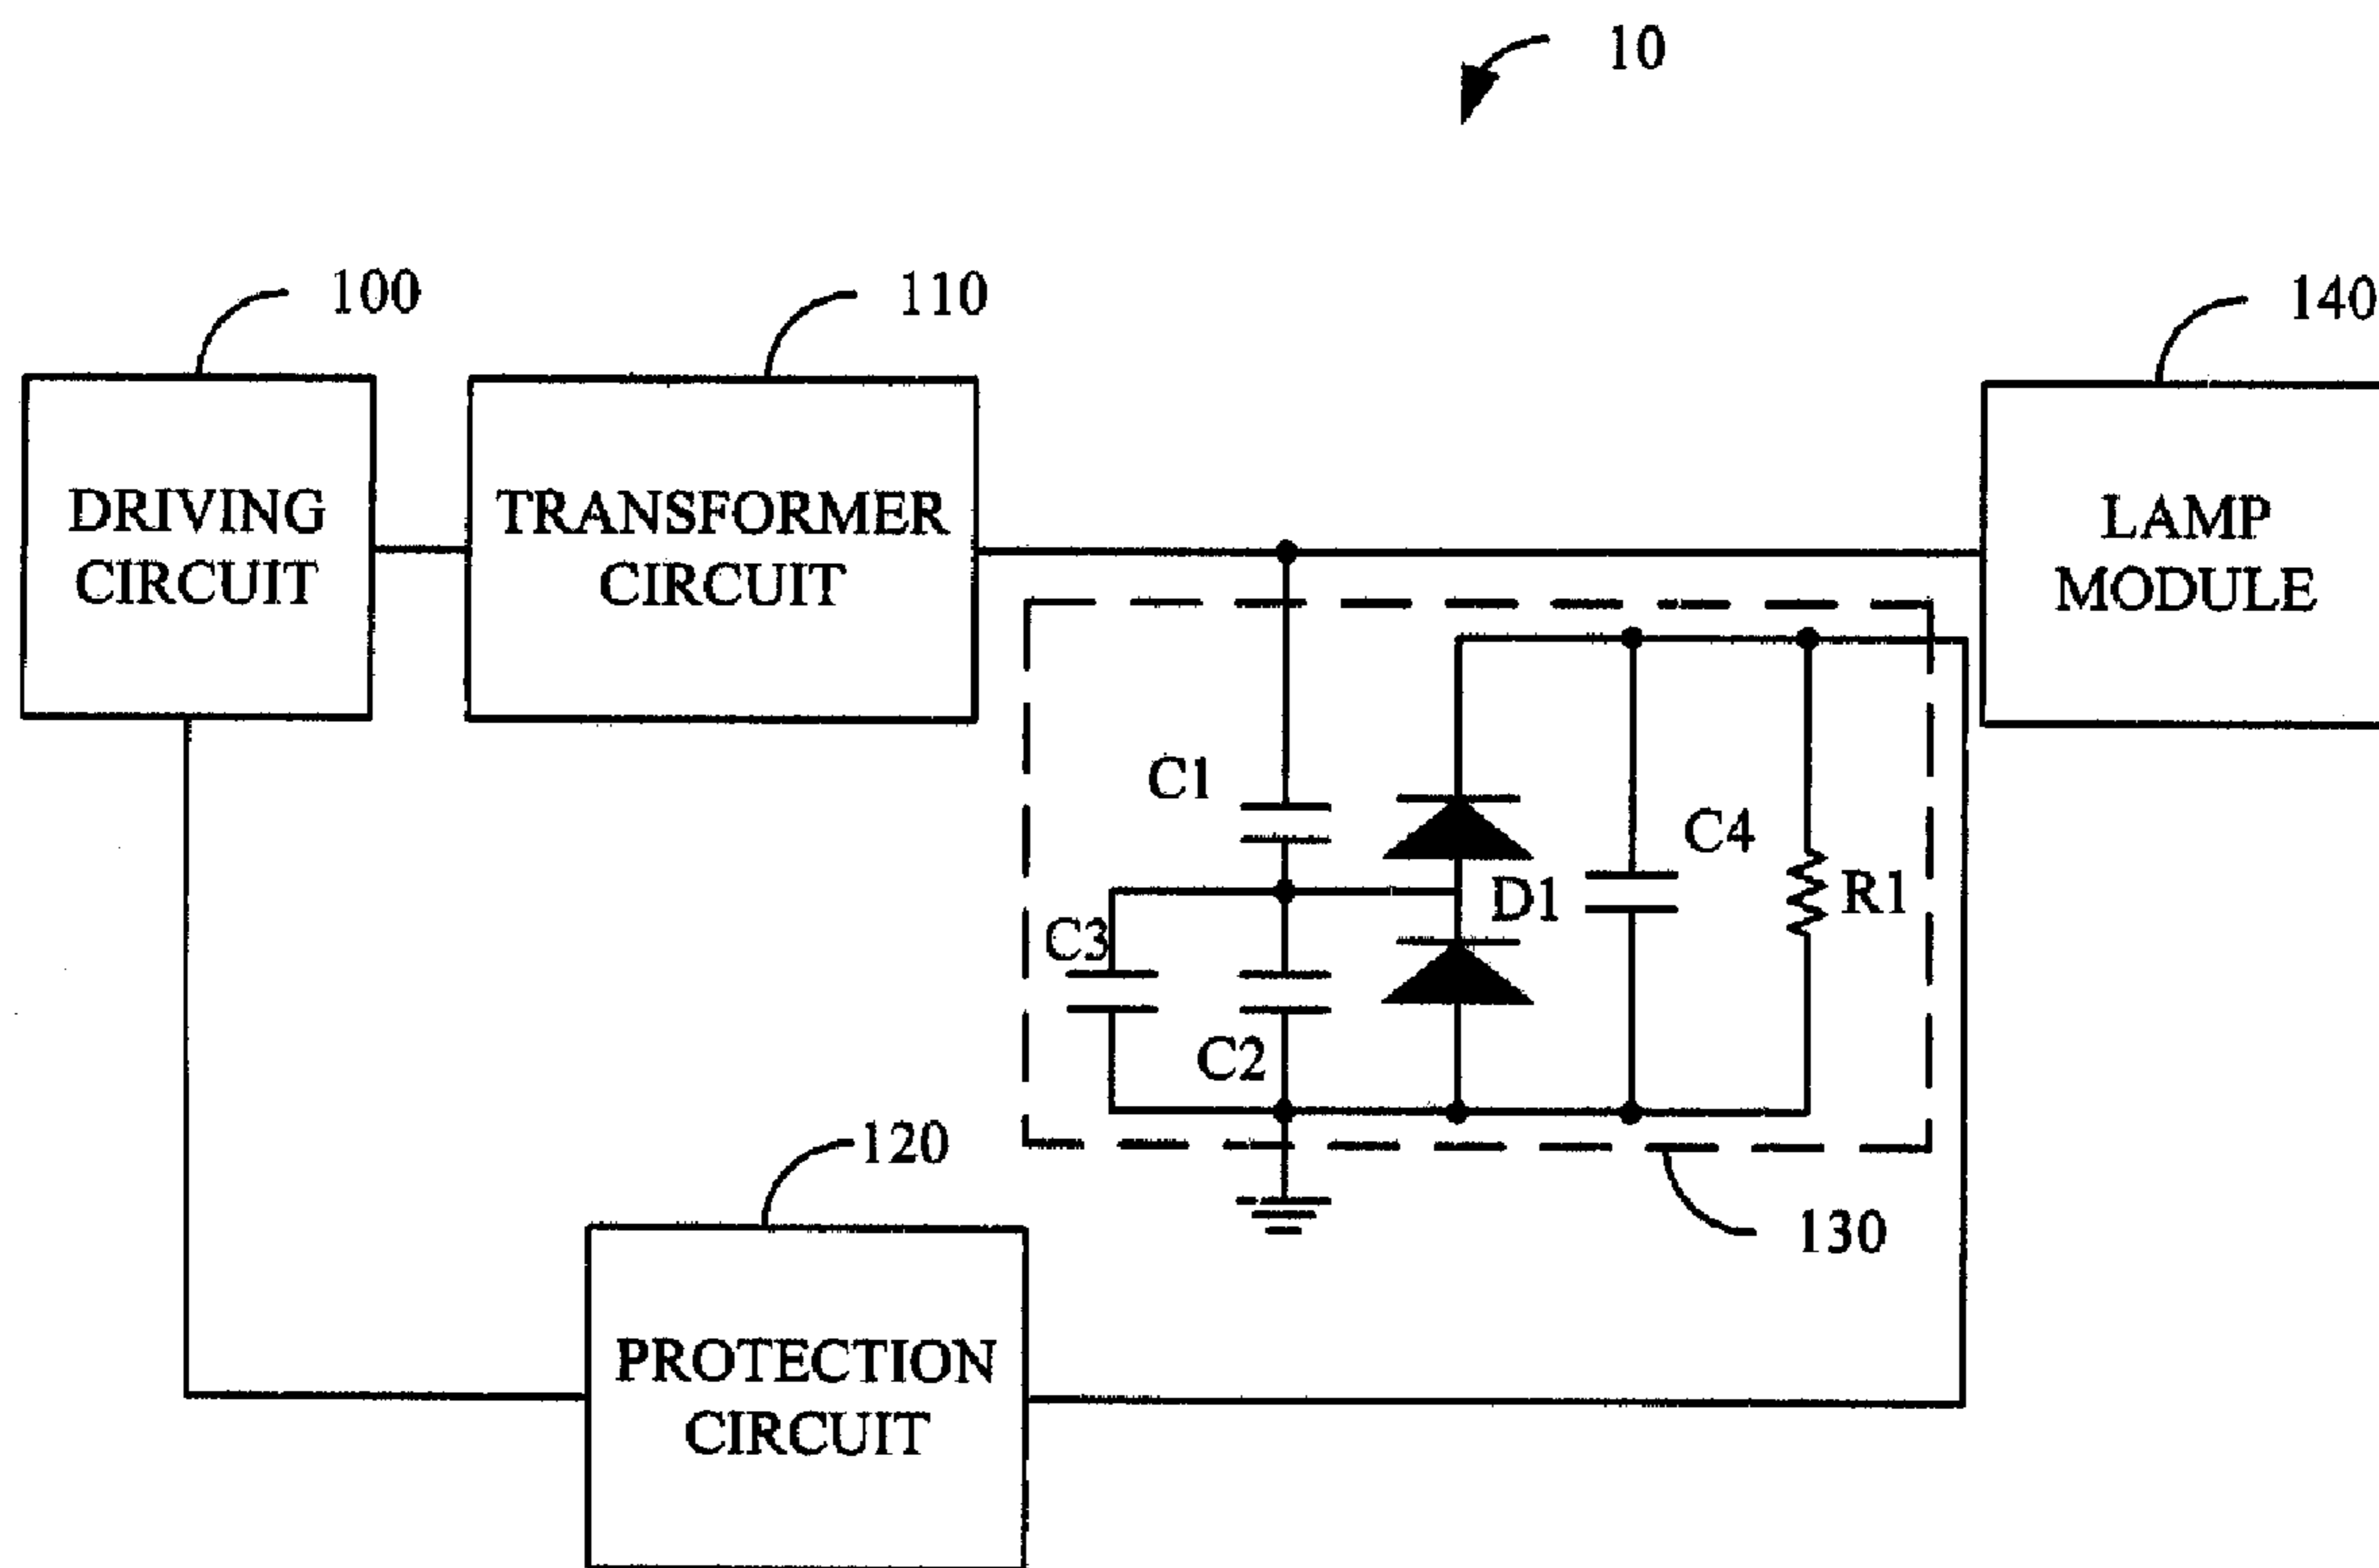 10
100
110
140
DRIVING
CIRCUIT
TRANSFORMER
CIRCUIT
LAMP
MODULE
C1
C4
D1
R1
C3
C2
120
130
PROTECTION
CIRCUIT